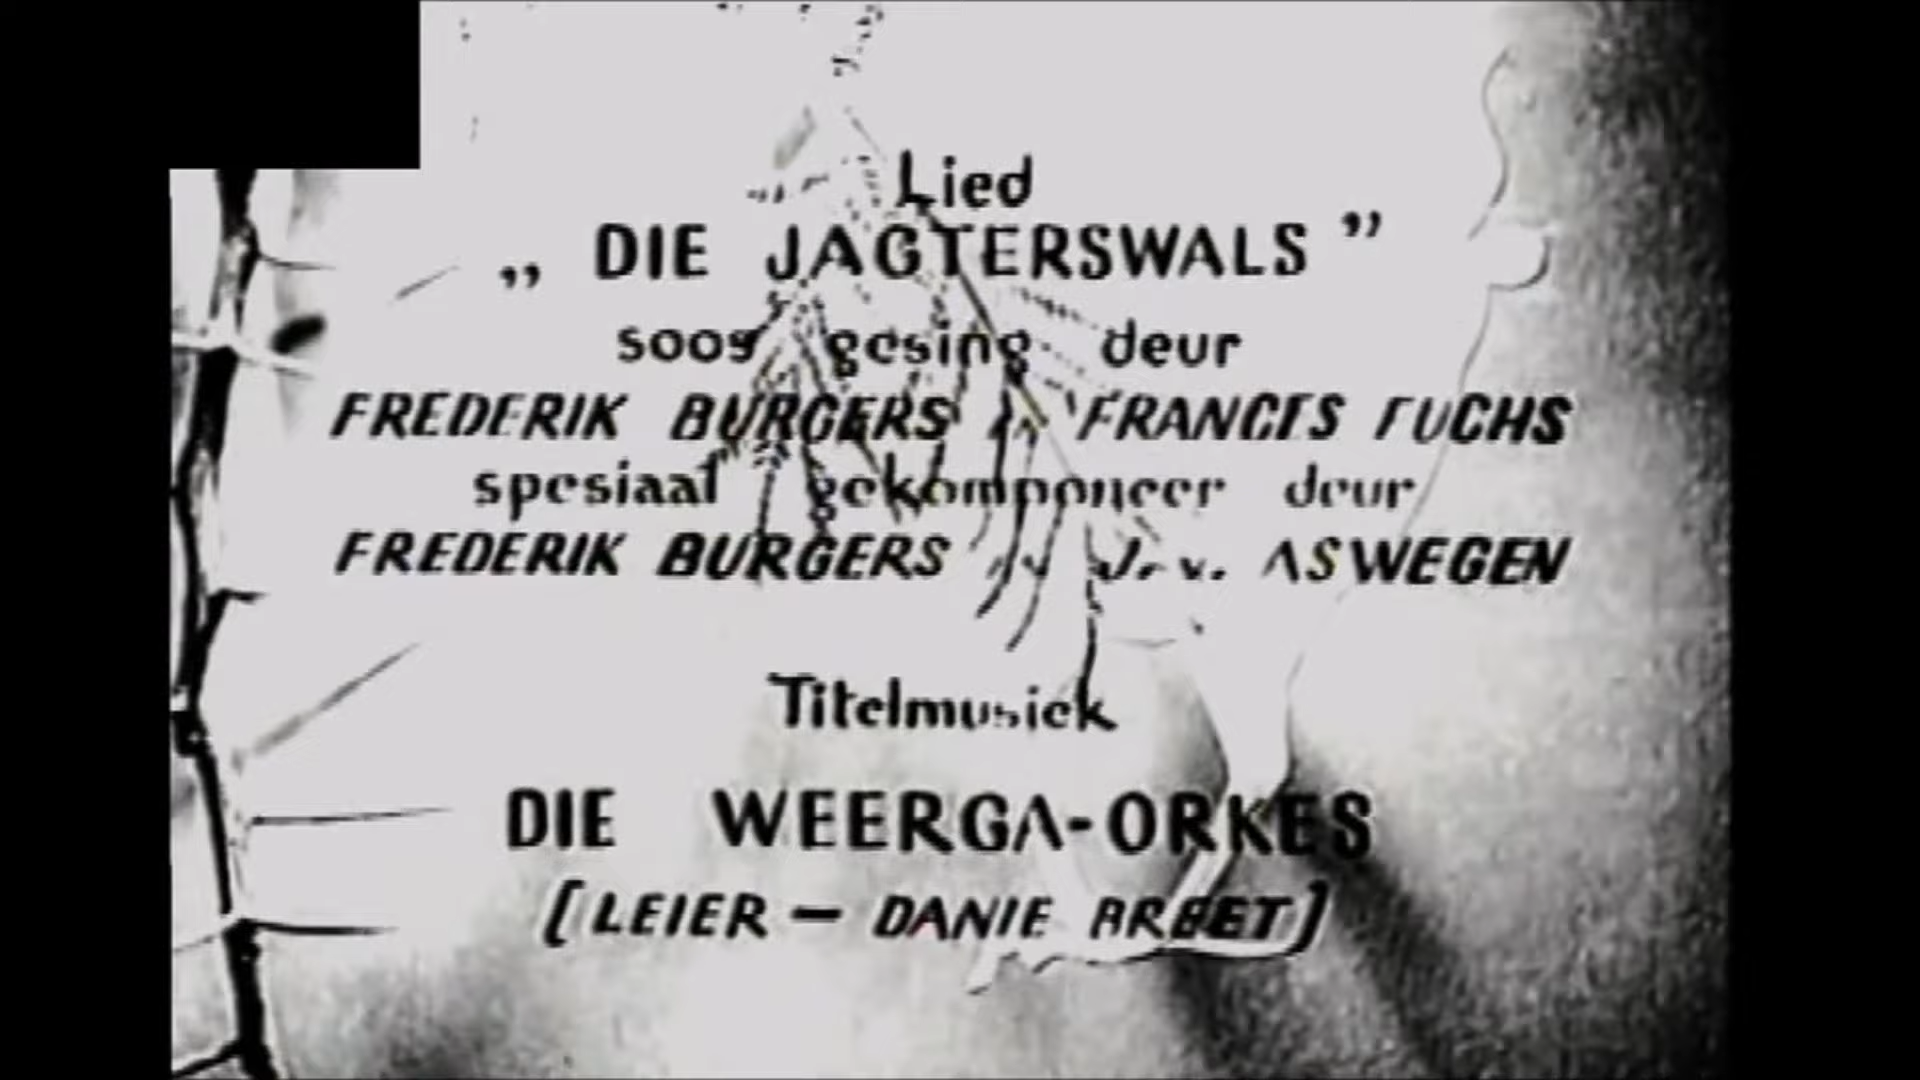 Lied
„ DIE JAGTERSWALS ”
soos gesing deur
FREDERIK BURGERS FRANCES FUCHS
spesiaal gekomponeer deur
FREDERIK BURGERS v. ASWEGEN
Titelmusiek
DIE WEERGA-ORKES
(LEIER — DANIE